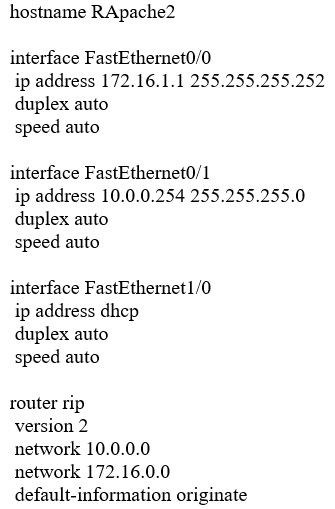 hostname RApache2
interface FastEthernet0/0
ip address 172.16.1.1 255.255.255.252
duplex auto
speed auto
interface FastEthernet0/1
ip address 10.0.0.254 255.255.255.0
duplex auto
speed auto
interface FastEthernet1/0
ip address dhcp
duplex auto
speed auto
router rip
version 2
network 10.0.0.0
network 172.16.0.0
default-information originate